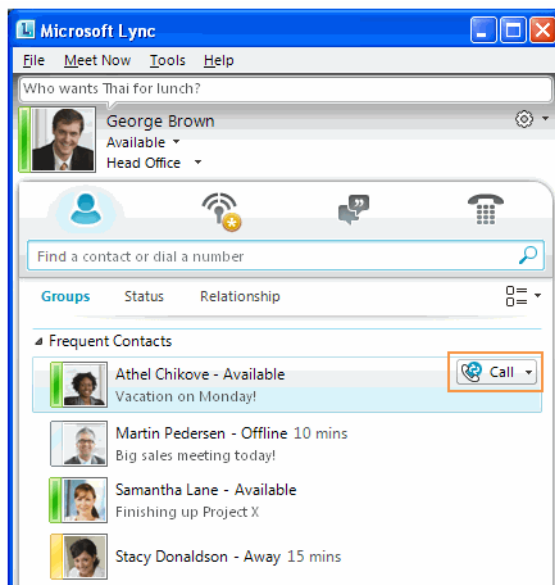 Microsoft Lync
File Meet Now Tools Help
Who wants Thai for lunch?
George Brown
Available
Head Office
Find a contact or dial a number
Groups Status Relationship
Frequent Contacts
Athel Chikove - Available
Call
Vacation on Monday!
Martin Pedersen - Offline 10 mins
Big sales meeting today!
Samantha Lane - Available
Finishing up Project X
Stacy Donaldson - Away 15 mins